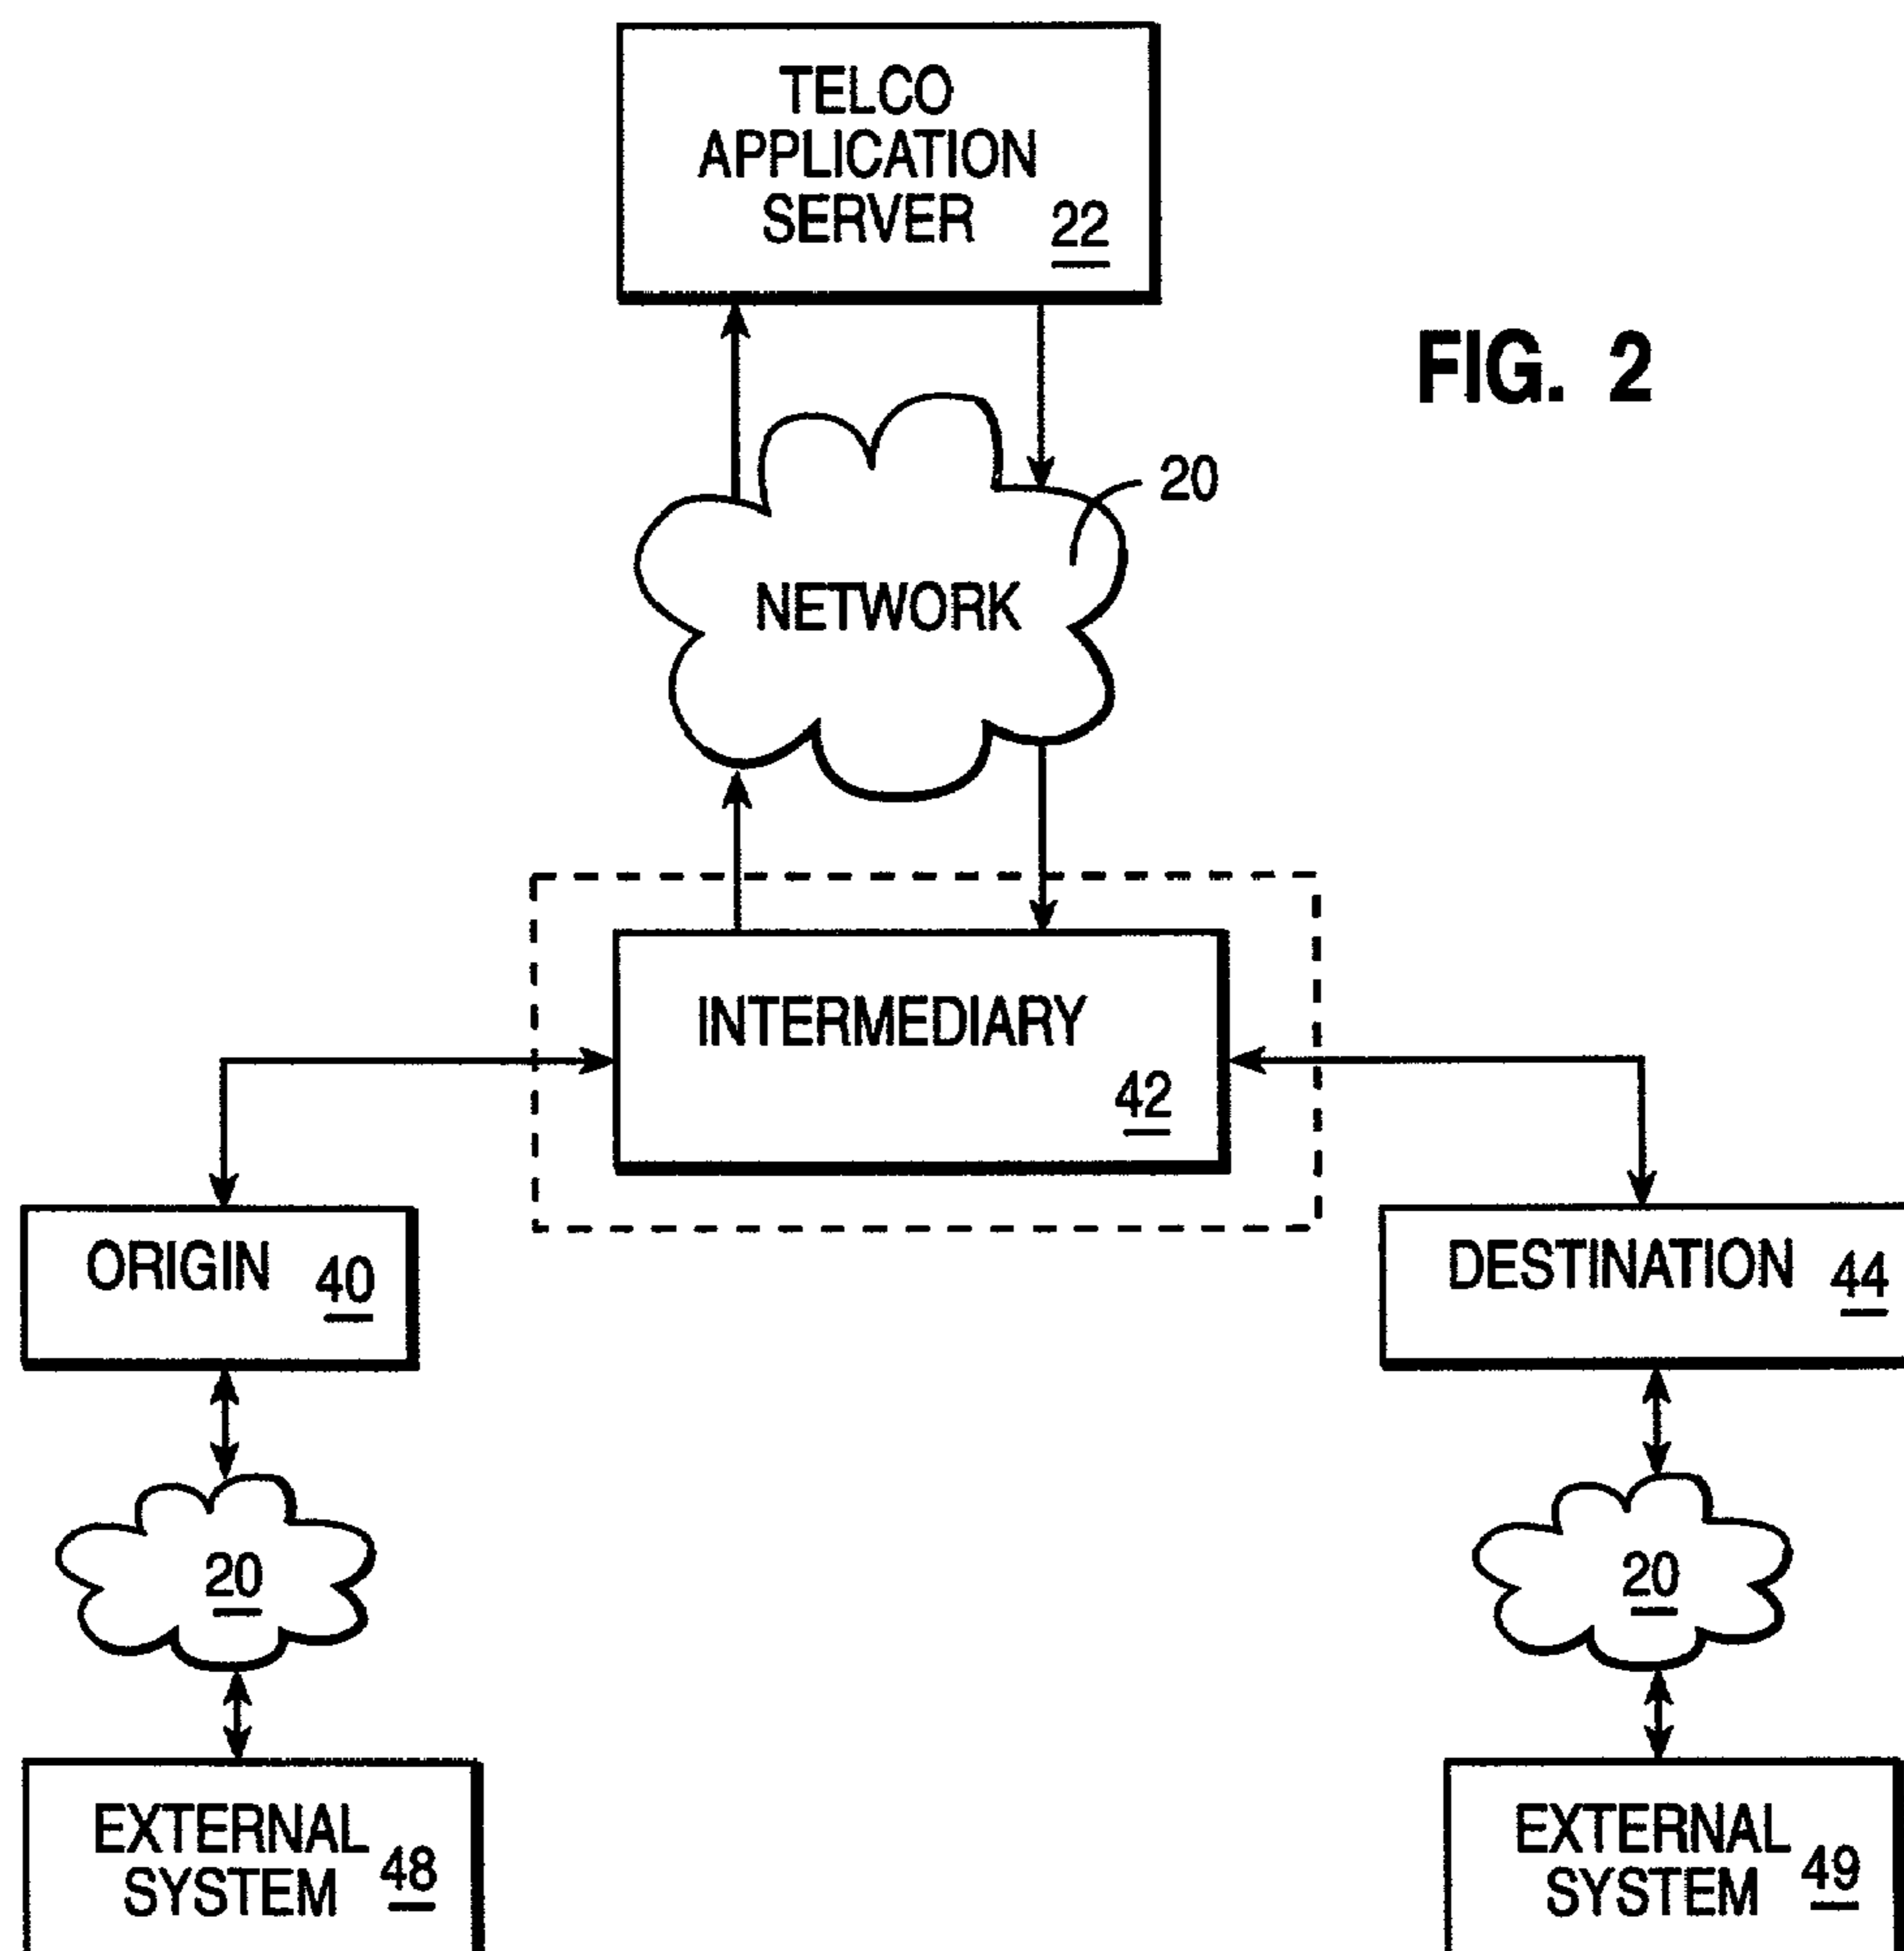 TELCO
APPLICATION
SERVER 22
FIG. 2
20
NETWORK
INTERMEDIARY
42
ORIGIN 40
DESTINATION 44
20
20
EXTERNAL
SYSTEM 48
EXTERNAL
SYSTEM 49